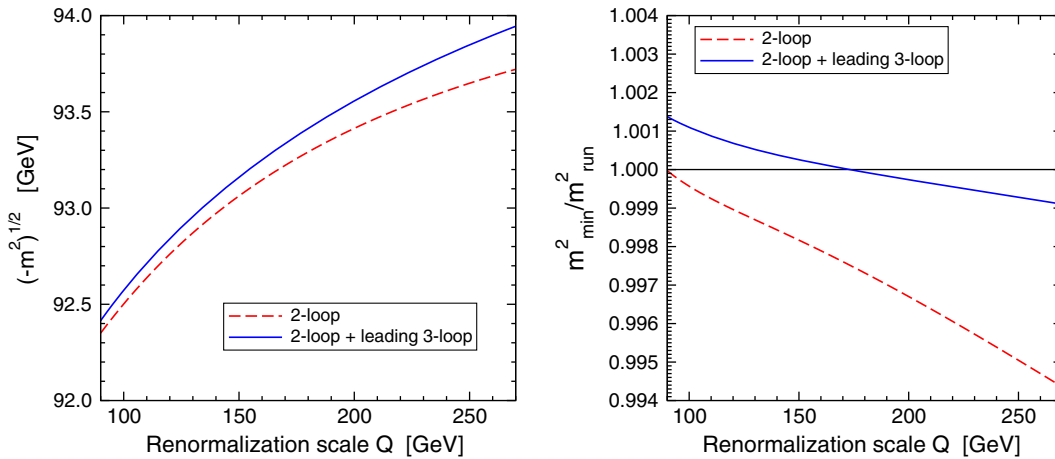 94.0
93.5
93.0
92.5
92.0
(-m²)^1/2 [GeV]
2-loop
2-loop + leading 3-loop
100 150 200 250
Renormalization scale Q [GeV]
1.004
1.003
1.002
1.001
1.000
0.999
0.998
0.997
0.996
0.995
0.994
m²_min/m²_run
2-loop
2-loop + leading 3-loop
100 150 200 250
Renormalization scale Q [GeV]